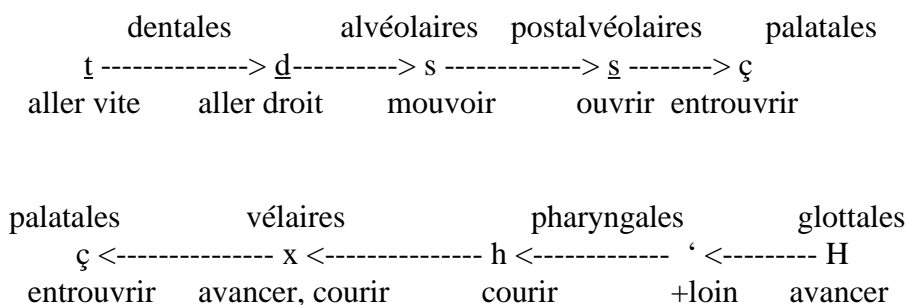 dentales alvéolaires postalvéolaires palatales
t --------------> d----------> s -------------> s --------> ç
aller vite aller droit mouvoir ouvrir entrouvrir
palatales vélaires pharyngales glottales
ç <--------------- x <--------------- h <------------- ‘ <--------- H
entrouvrir avancer, courir courir +loin avancer